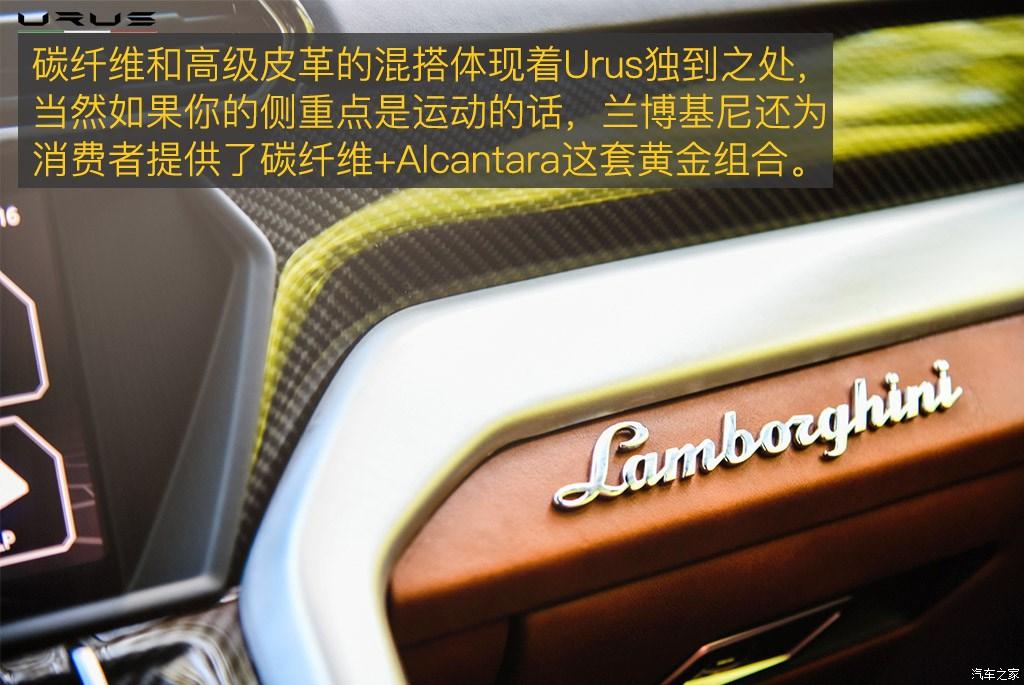 URUS
碳纤维和高级皮革的混搭体现着Urus独到之处，
当然如果你的侧重点是运动的话，兰博基尼还为
消费者提供了碳纤维+Alcantara这套黄金组合。
16
Lamborghini
汽车之家